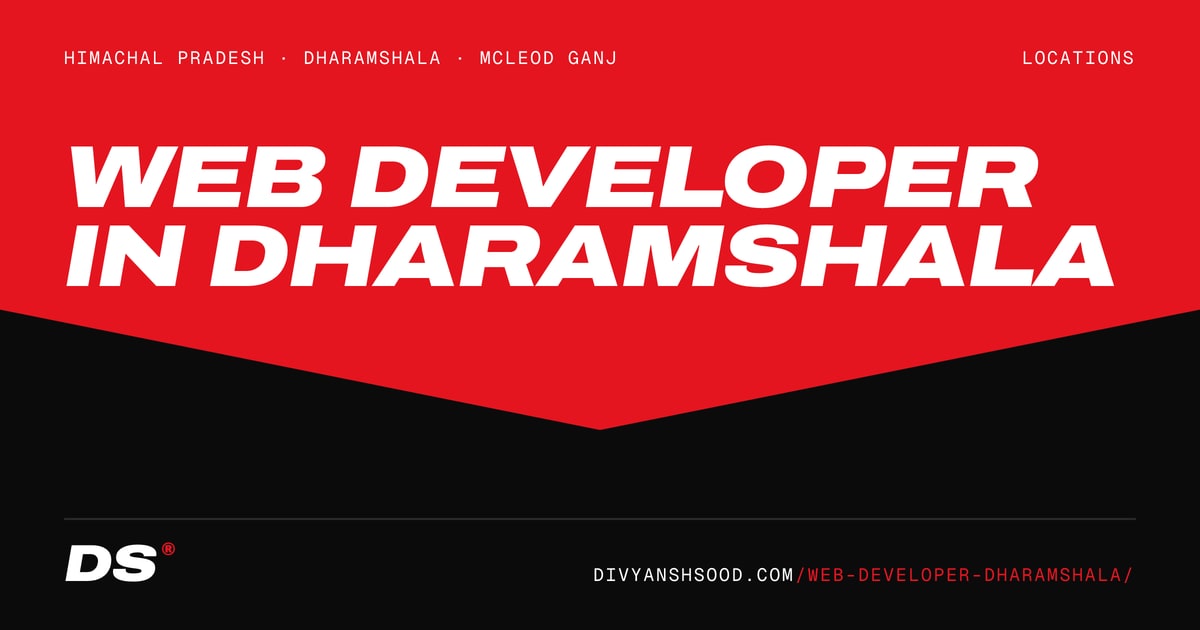 HIMACHAL PRADESH · DHARAMSHALA · MCLEOD GANJ
LOCATIONS
WEB DEVELOPER
IN DHARAMSHALA
DS®
DIVYANSHSOOD.COM/WEB-DEVELOPER-DHARAMSHALA/